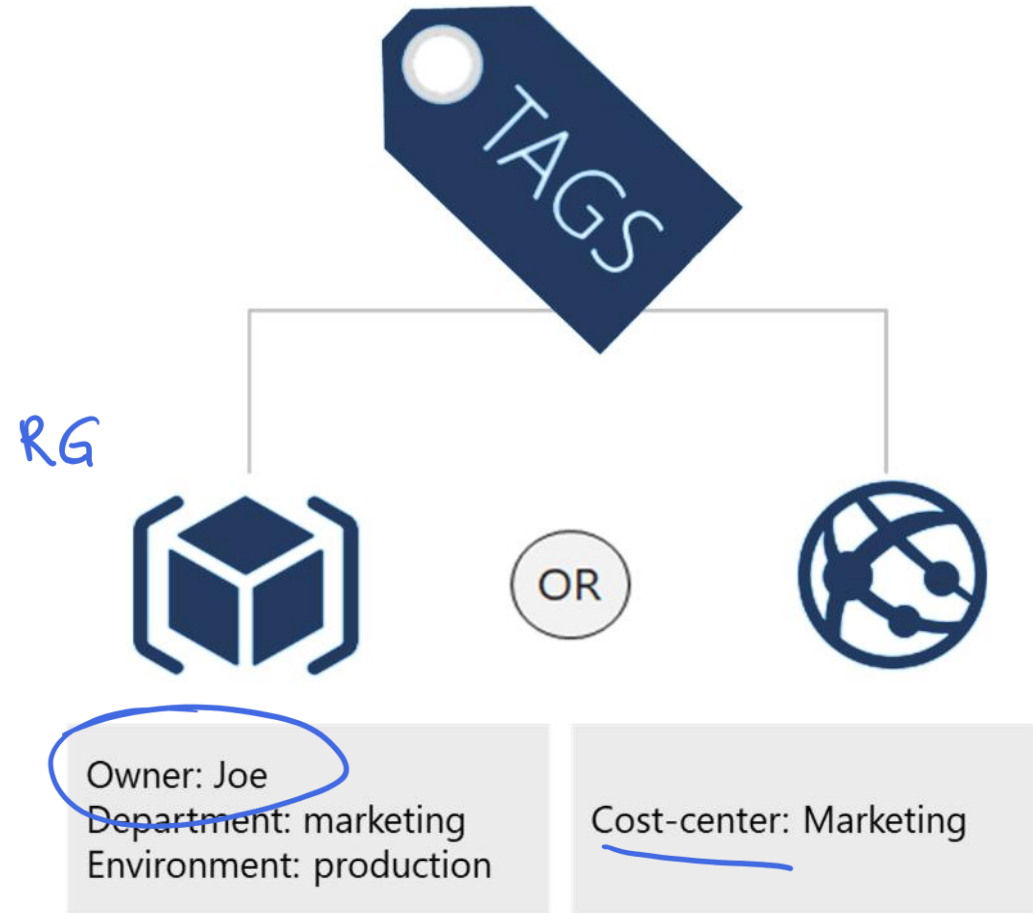 TAGS
RG
OR
Owner: Joe
Department: marketing
Environment: production
Cost-center: Marketing